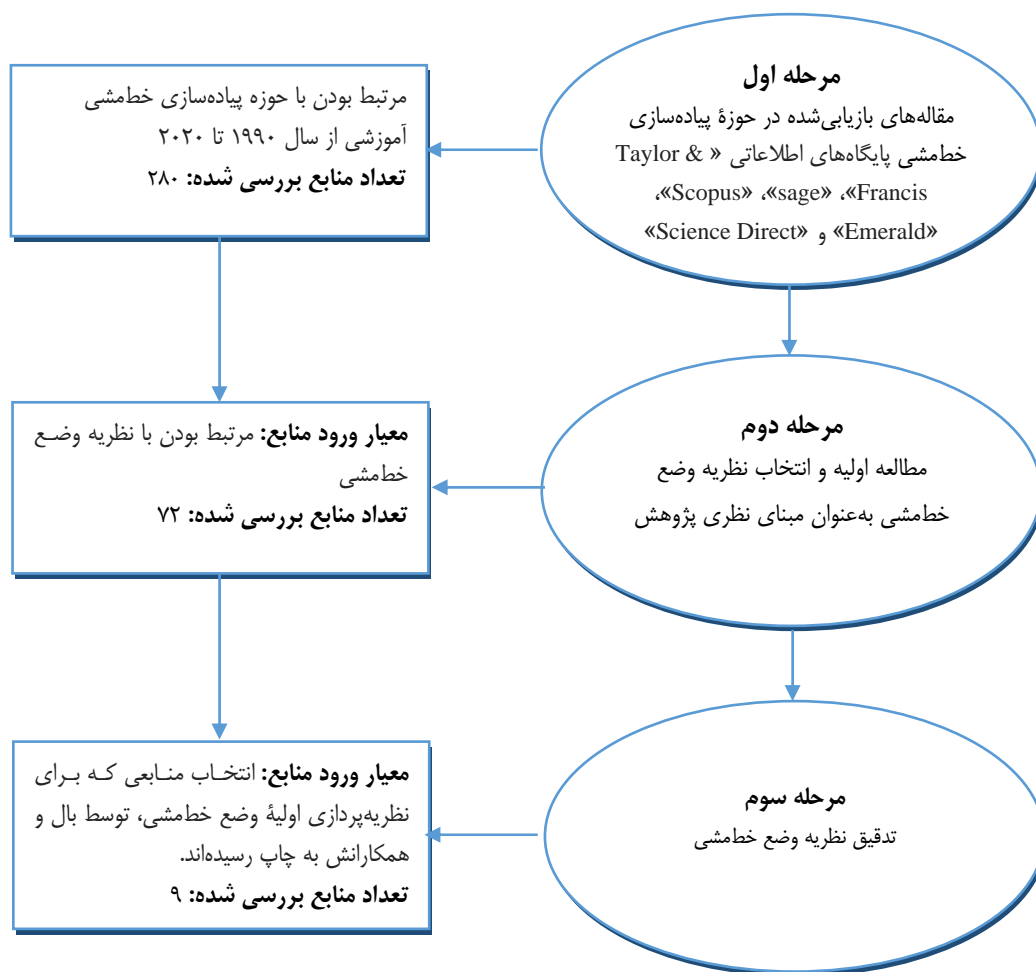 مرحله اول
مقاله‌های بازیابی‌شده در حوزۀ پیاده‌سازی
خط‌مشی پایگاه‌های اطلاعاتی « Taylor &
Francis»، «sage»، «Scopus»،
«Emerald» و «Science Direct»
مرتبط بودن با حوزه پیاده‌سازی خط‌مشی
آموزشی از سال ۱۹۹۰ تا ۲۰۲۰
تعداد منابع بررسی شده: ۲۸۰
مرحله دوم
مطالعه اولیه و انتخاب نظریه وضع
خط‌مشی به‌عنوان مبنای نظری پژوهش
معیار ورود منابع: مرتبط بودن با نظریه وضع
خط‌مشی
تعداد منابع بررسی شده: ۷۲
مرحله سوم
تدقیق نظریه وضع خط‌مشی
معیار ورود منابع: انتخاب منابعی که برای
نظریه‌پردازی اولیۀ وضع خط‌مشی، توسط بال و
همکارانش به چاپ رسیده‌اند.
تعداد منابع بررسی شده: ۹